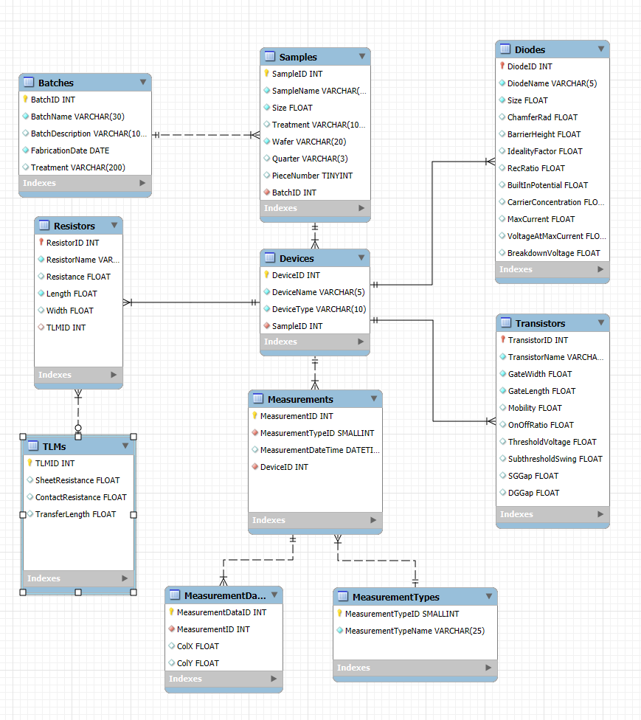 Batches
BatchID INT
BatchName VARCHAR(30)
BatchDescription VARCHAR(10...
FabricationDate DATE
Treatment VARCHAR(200)
Indexes
Samples
SampleID INT
SampleName VARCHAR(...
Size FLOAT
Treatment VARCHAR(10...
Wafer VARCHAR(20)
Quarter VARCHAR(3)
PieceNumber TINYINT
BatchID INT
Indexes
Diodes
DiodeID INT
DiodeName VARCHAR(5)
Size FLOAT
ChamferRad FLOAT
BarrierHeight FLOAT
IdealityFactor FLOAT
RecRatio FLOAT
BuiltInPotential FLOAT
CarrierConcentration FLO...
MaxCurrent FLOAT
VoltageAtMaxCurrent FLO...
BreakdownVoltage FLOAT
Indexes
Resistors
ResistorID INT
ResistorName VAR...
Resistance FLOAT
Length FLOAT
Width FLOAT
TLMID INT
Indexes
Devices
DeviceID INT
DeviceName VARCHAR(5)
DeviceType VARCHAR(10)
SampleID INT
Indexes
Transistors
TransistorID INT
TransistorName VARCHA...
GateWidth FLOAT
GateLength FLOAT
Mobility FLOAT
OnOffRatio FLOAT
ThresholdVoltage FLOAT
SubthresholdSwing FLOAT
SGGap FLOAT
DGGap FLOAT
Indexes
TLMs
TLMID INT
SheetResistance FLOAT
ContactResistance FLOAT
TransferLength FLOAT
Indexes
Measurements
MeasurementID INT
MeasurementTypeID SMALLINT
MeasurementDateTime DATETI...
DeviceID INT
Indexes
MeasurementDa...
MeasurementDataID INT
MeasurementID INT
ColX FLOAT
ColY FLOAT
Indexes
MeasurementTypes
MeasurementTypeID SMALLINT
MeasurementTypeName VARCHAR(25)
Indexes